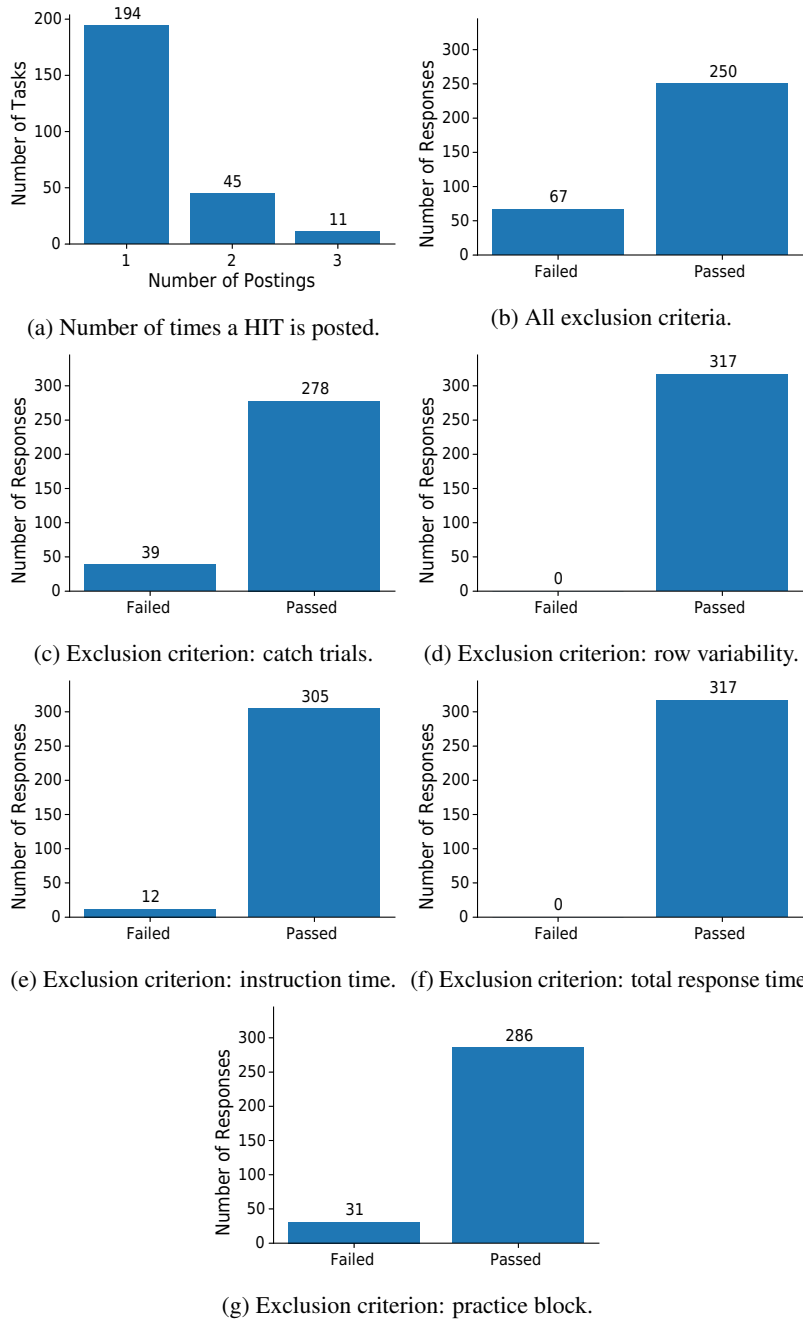 200
150
100
50
0
Number of Tasks
194
45
11
1 2 3
Number of Postings
(a) Number of times a HIT is posted.
300
250
200
150
100
50
0
Number of Responses
67
250
Failed Passed
(b) All exclusion criteria.
300
250
200
150
100
50
0
Number of Responses
39
278
Failed Passed
(c) Exclusion criterion: catch trials.
300
250
200
150
100
50
0
Number of Responses
0
317
Failed Passed
(d) Exclusion criterion: row variability.
300
250
200
150
100
50
0
Number of Responses
12
305
Failed Passed
(e) Exclusion criterion: instruction time.
300
250
200
150
100
50
0
Number of Responses
0
317
Failed Passed
(f) Exclusion criterion: total response time
300
250
200
150
100
50
0
Number of Responses
31
286
Failed Passed
(g) Exclusion criterion: practice block.